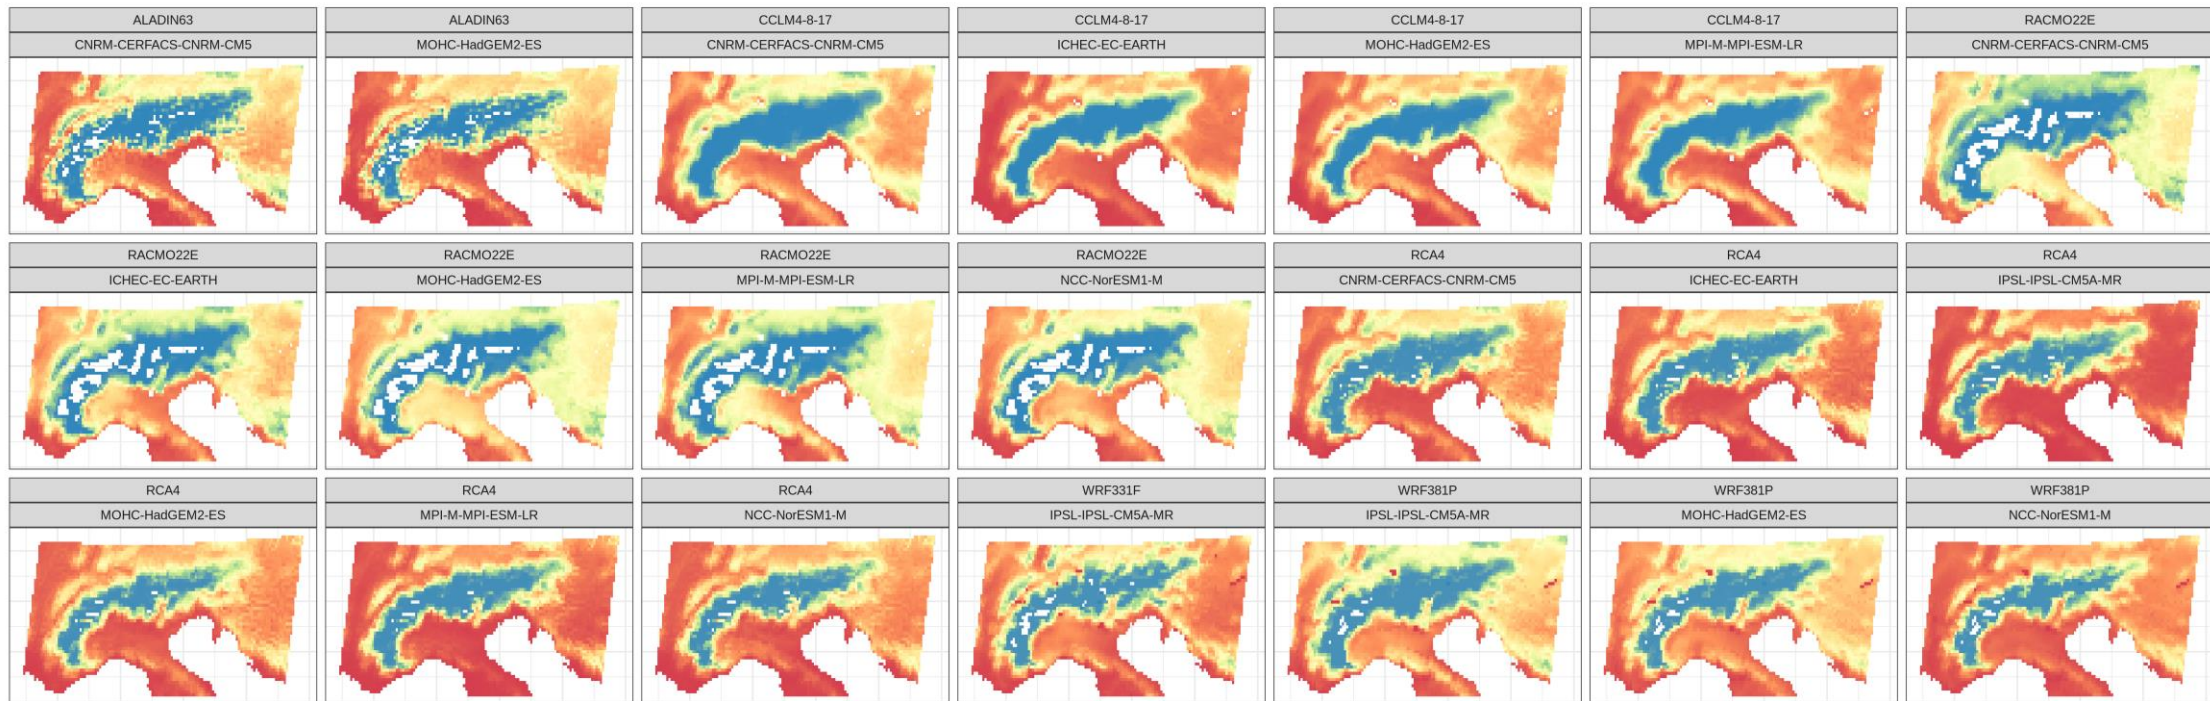 ALADIN63
CNRM-CERFACS-CNRM-CM5
ALADIN63
MOHC-HadGEM2-ES
CCLM4-8-17
CNRM-CERFACS-CNRM-CM5
CCLM4-8-17
ICHEC-EC-EARTH
CCLM4-8-17
MOHC-HadGEM2-ES
CCLM4-8-17
MPI-M-MPI-ESM-LR
RACMO22E
CNRM-CERFACS-CNRM-CM5
RACMO22E
ICHEC-EC-EARTH
RACMO22E
MOHC-HadGEM2-ES
RACMO22E
MPI-M-MPI-ESM-LR
RACMO22E
NCC-NorESM1-M
RCA4
CNRM-CERFACS-CNRM-CM5
RCA4
ICHEC-EC-EARTH
RCA4
IPSL-IPSL-CM5A-MR
RCA4
MOHC-HadGEM2-ES
RCA4
MPI-M-MPI-ESM-LR
RCA4
NCC-NorESM1-M
WRF331F
IPSL-IPSL-CM5A-MR
WRF381P
IPSL-IPSL-CM5A-MR
WRF381P
MOHC-HadGEM2-ES
WRF381P
NCC-NorESM1-M